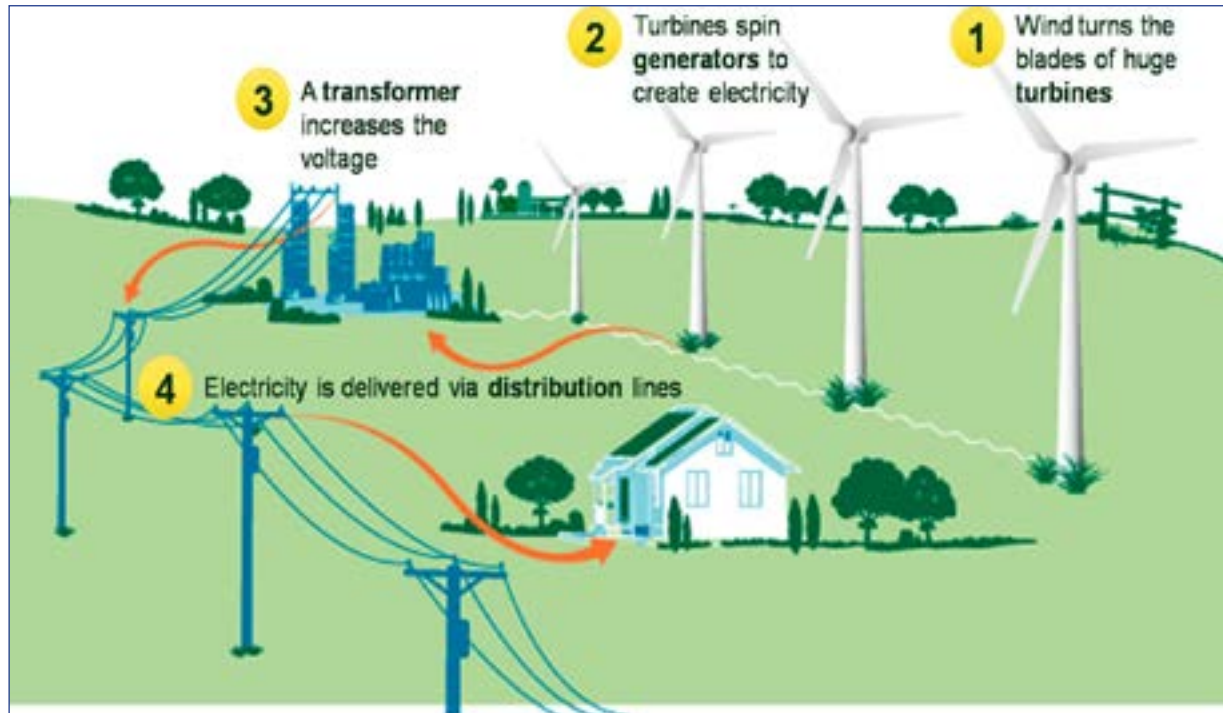 1
Wind turns the
blades of huge
turbines
2
Turbines spin
generators to
create electricity
3
A transformer
increases the
voltage
4
Electricity is delivered via distribution lines